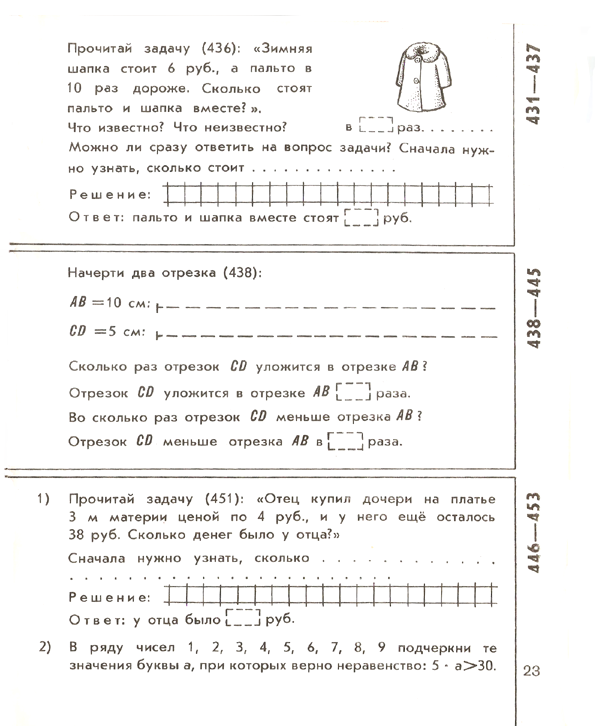 Прочитай задачу (436): «Зимняя
шапка стоит 6 руб., а пальто в
10 раз дороже. Сколько стоят
пальто и шапка вместе?».
Что известно? Что неизвестно? в [ ] раз. . . . . . . .
Можно ли сразу ответить на вопрос задачи? Сначала нуж-
но узнать, сколько стоит . . . . . . . . . . . . . .
Решение:
Ответ: пальто и шапка вместе стоят [ ] руб.
431—437
Начерти два отрезка (438):
AB =10 см:
CD =5 см:
Сколько раз отрезок CD уложится в отрезке AB?
Отрезок CD уложится в отрезке AB [ ] раза.
Во сколько раз отрезок CD меньше отрезка AB?
Отрезок CD меньше отрезка AB в [ ] раза.
438—445
1) Прочитай задачу (451): «Отец купил дочери на платье
3 м материи ценой по 4 руб., и у него ещё осталось
38 руб. Сколько денег было у отца?»
Сначала нужно узнать, сколько . . . . . . . . . . . .
. . . . . . . . . . . . . . . . . . . . . . .
Решение:
Ответ: у отца было [ ] руб.
2) В ряду чисел 1, 2, 3, 4, 5, 6, 7, 8, 9 подчеркни те
значения буквы а, при которых верно неравенство: 5 · а>30.
446—453
23